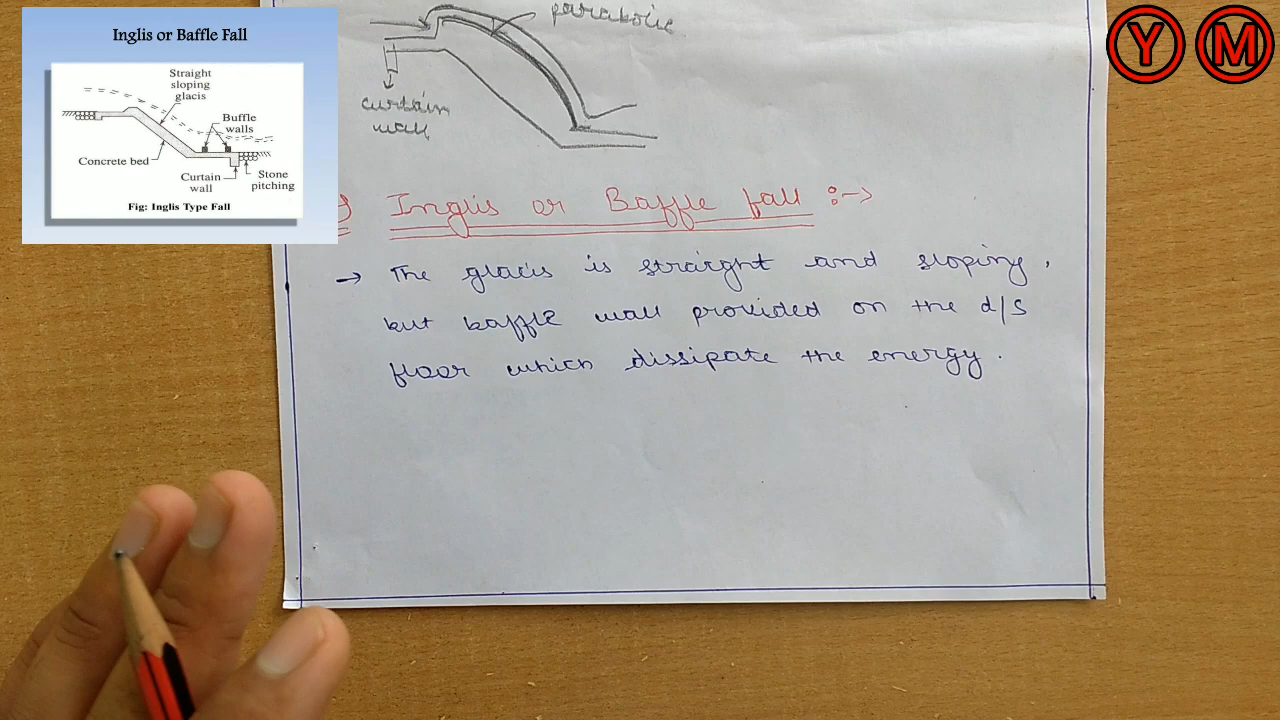 Inglis or Baffle Fall
Straight
sloping
glacis
Buffle
walls
Concrete bed
Curtain
wall
Stone
pitching
Fig: Inglis Type Fall
Y M
parabolic
curtain
wall
Inglis or Baffle fall :->
→ The glacis is straight and sloping,
but baffle wall provided on the d/s
floor which dissipate the energy.